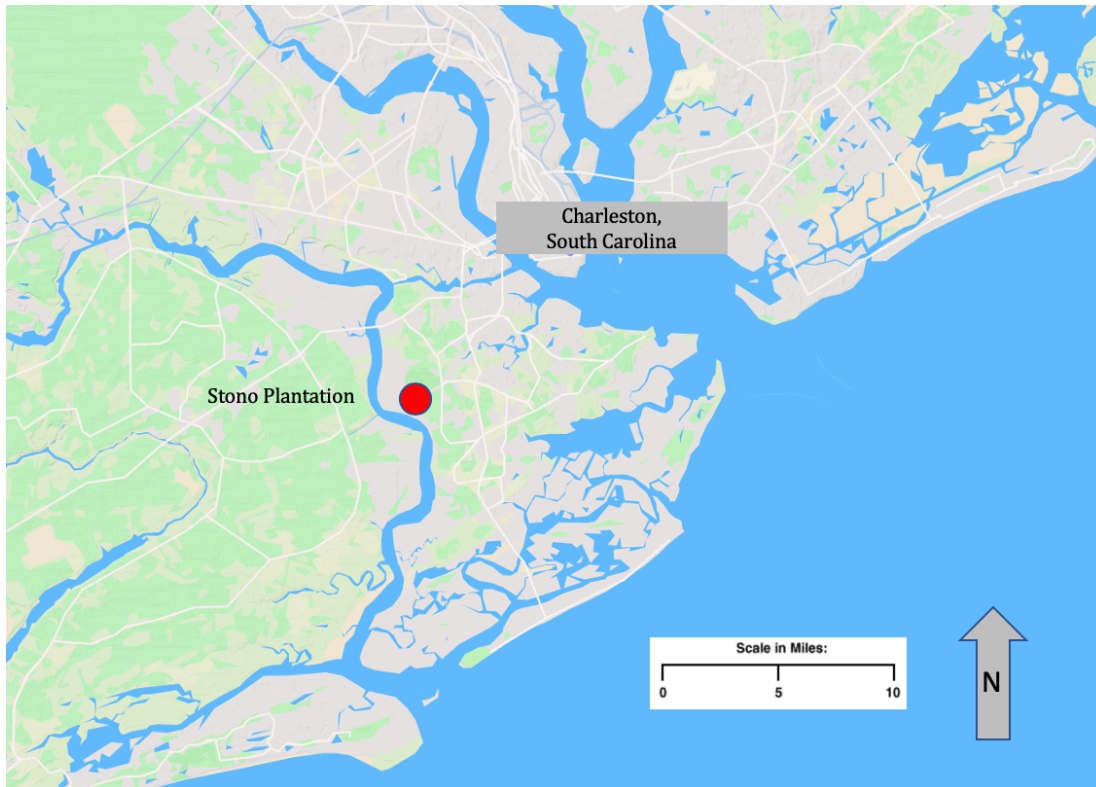 Charleston,
South Carolina
Stono Plantation
Scale in Miles:
0 5 10
N